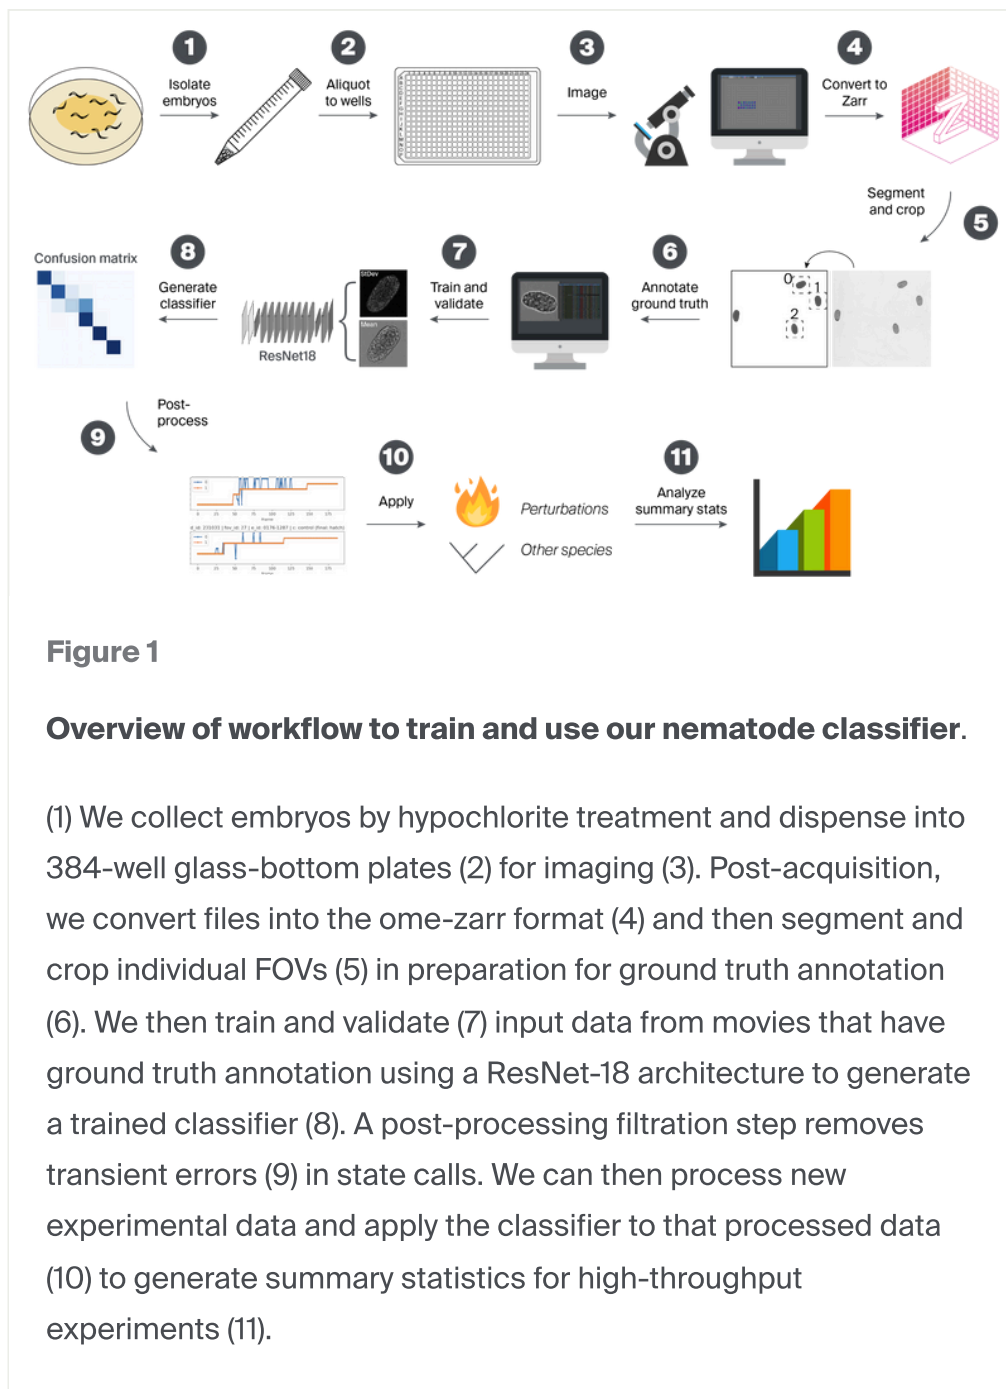 1
2
3
4
Isolate
embryos
Aliquot
to wells
Image
Convert to
Zarr
Segment
and crop
5
Confusion matrix
8
Generate
classifier
ResNet18
StDev
Mean
7
Train and
validate
6
Annotate
ground truth
0
1
2
9
Post-
process
10
Apply
Perturbations
Other species
11
Analyze
summary stats
Figure 1
Overview of workflow to train and use our nematode classifier.
(1) We collect embryos by hypochlorite treatment and dispense into
384-well glass-bottom plates (2) for imaging (3). Post-acquisition,
we convert files into the ome-zarr format (4) and then segment and
crop individual FOVs (5) in preparation for ground truth annotation
(6). We then train and validate (7) input data from movies that have
ground truth annotation using a ResNet-18 architecture to generate
a trained classifier (8). A post-processing filtration step removes
transient errors (9) in state calls. We can then process new
experimental data and apply the classifier to that processed data
(10) to generate summary statistics for high-throughput
experiments (11).